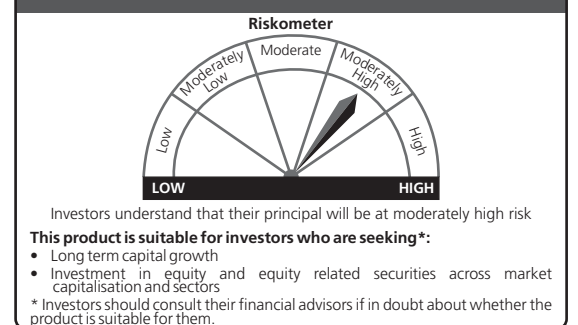 Riskometer
Moderate
Moderately
Low
Moderately
High
Low
High
LOW
HIGH
Investors understand that their principal will be at moderately high risk
This product is suitable for investors who are seeking*:
• Long term capital growth
• Investment in equity and equity related securities across market
capitalisation and sectors
* Investors should consult their financial advisors if in doubt about whether the
product is suitable for them.